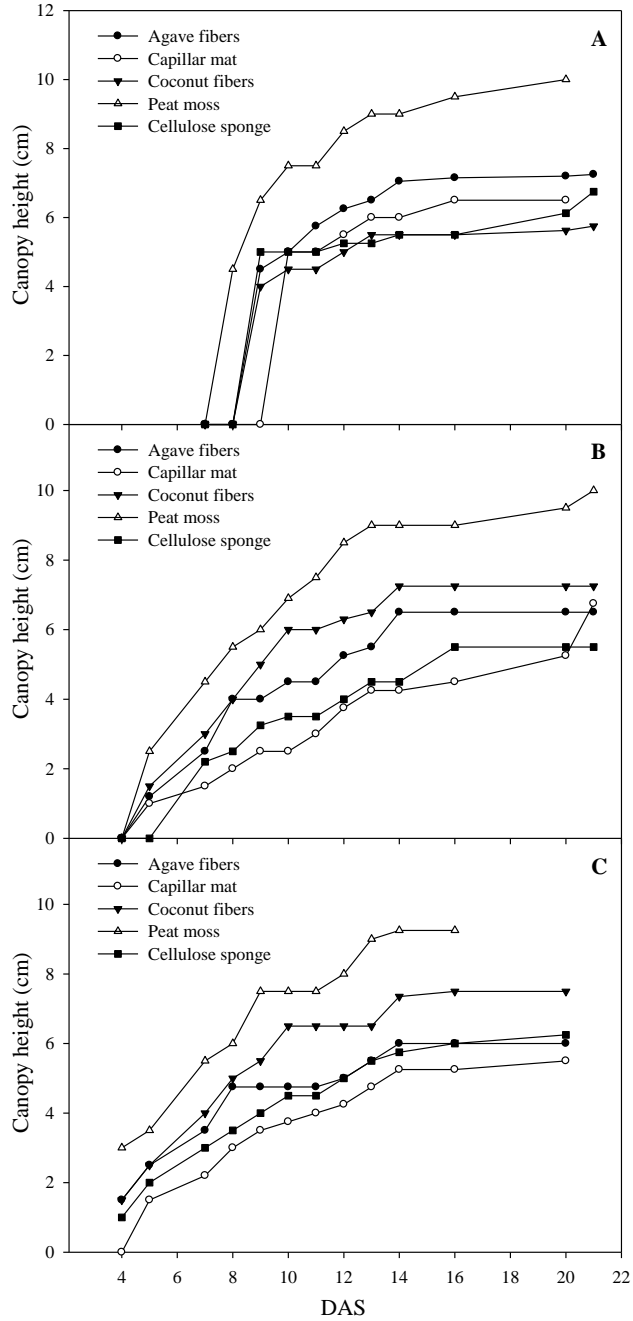 12
Agave fibers
A
Capillar mat
Coconut fibers
10
Peat moss
Cellulose sponge
8
6
4
2
0
Canopy height (cm)
Agave fibers
B
Capillar mat
Coconut fibers
10
Peat moss
Cellulose sponge
8
6
4
2
0
Canopy height (cm)
Agave fibers
C
Capillar mat
Coconut fibers
10
Peat moss
Cellulose sponge
8
6
4
2
0
Canopy height (cm)
4 6 8 10 12 14 16 18 20 22
DAS